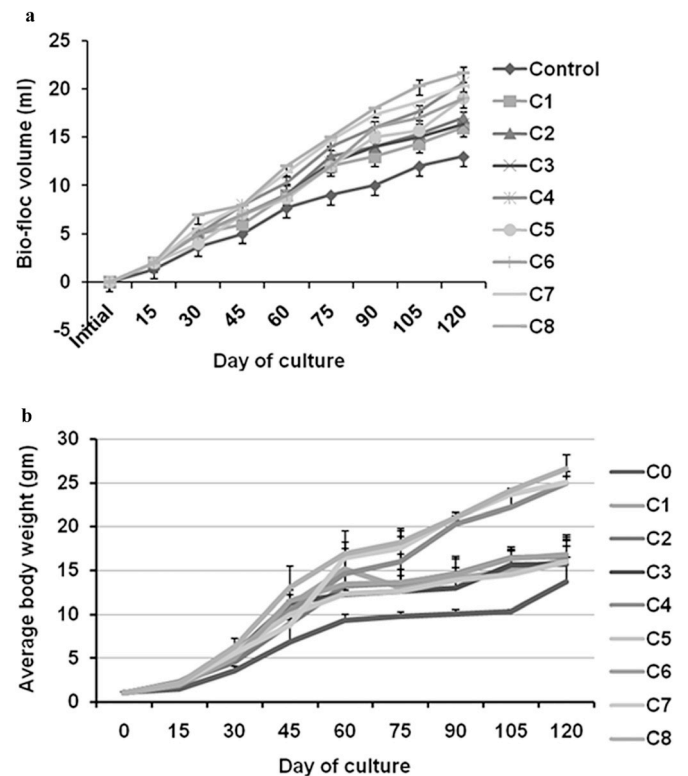 a
Bio-floc volume (ml)
25
20
15
10
5
0
-5
Initial 15 30 45 60 75 90 105 120
Day of culture
Control
C1
C2
C3
C4
C5
C6
C7
C8
b
Average body weight (gm)
30
25
20
15
10
5
0
0 15 30 45 60 75 90 105 120
Day of culture
C0
C1
C2
C3
C4
C5
C6
C7
C8